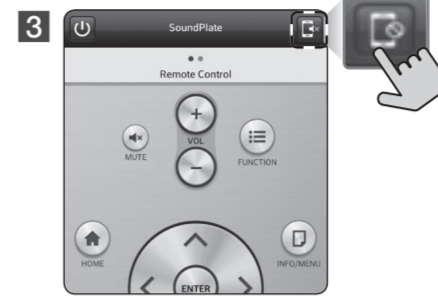 3
SoundPlate
Remote Control
+
VOL
MUTE
FUNCTION
-
HOME
INFO/MENU
ENTER